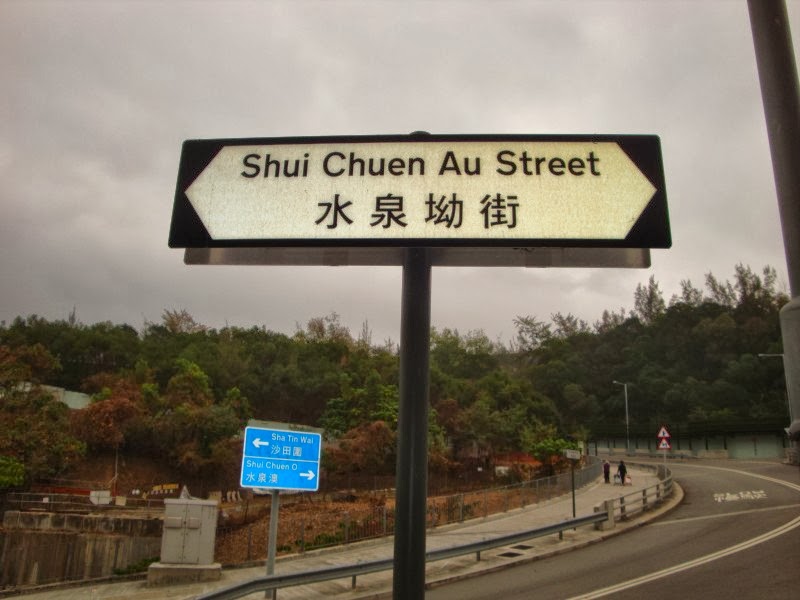 Shui Chuen Au Street
水泉坳街
Sha Tin Wai
沙田圍
Shui Chuen O
水泉澳